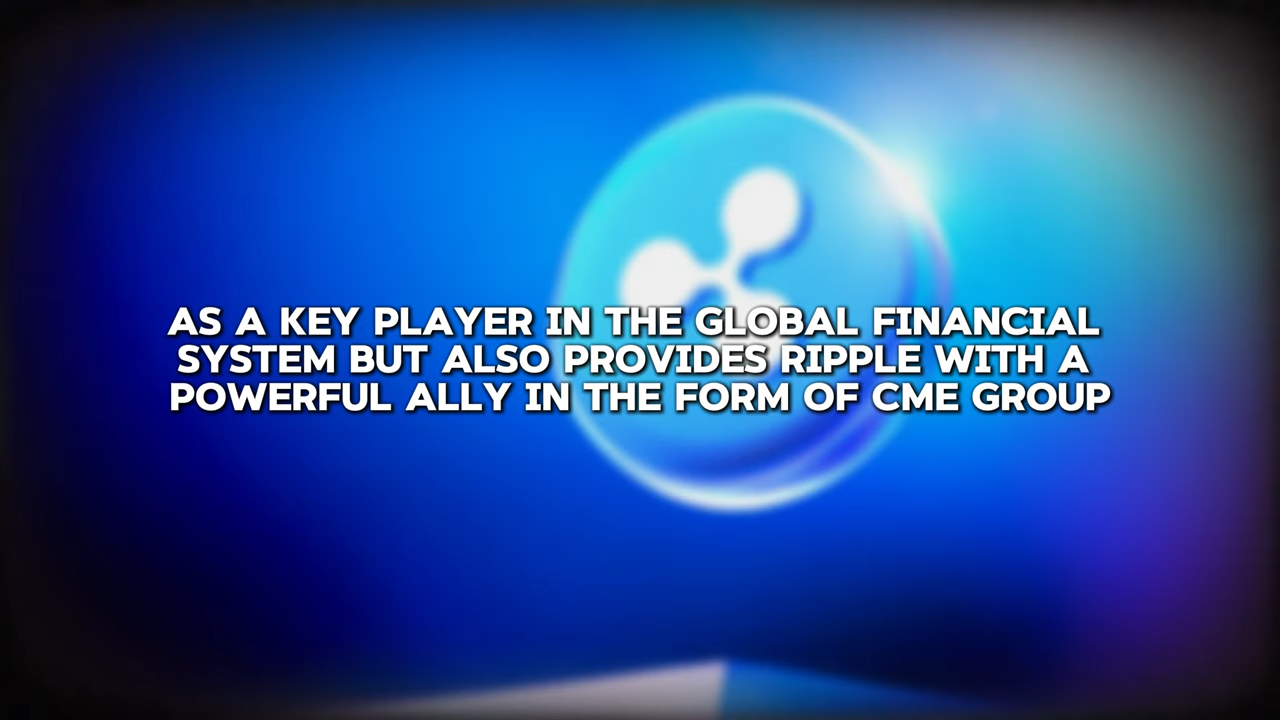 AS A KEY PLAYER IN THE GLOBAL FINANCIAL
SYSTEM BUT ALSO PROVIDES RIPPLE WITH A
POWERFUL ALLY IN THE FORM OF CME GROUP